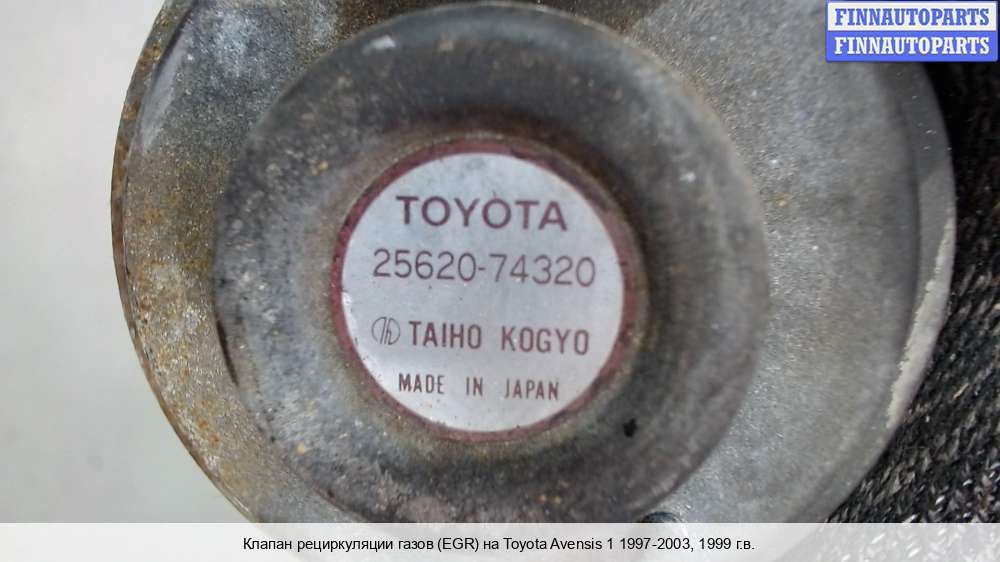 FINNAUTOPARTS
FINNAUTOPARTS
TOYOTA
25620-74320
TAIHO KOGYO
MADE IN JAPAN
Клапан рециркуляции газов (EGR) на Toyota Avensis 1 1997-2003, 1999 г.в.